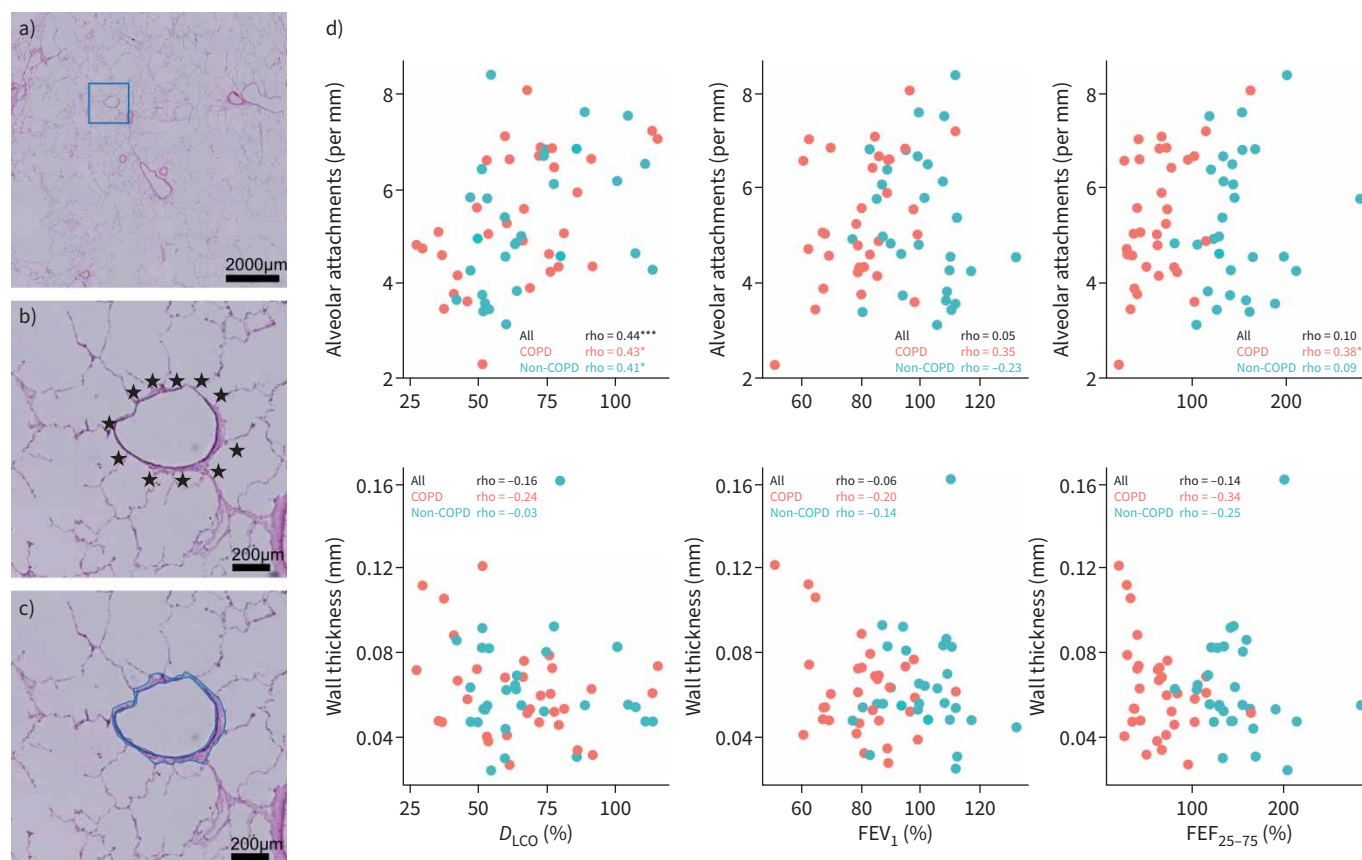 a)
2000µm
b)
200µm
c)
200µm
d)
Alveolar attachments (per mm)
8
6
4
2
25 50 75 100
All rho = 0.44***
COPD rho = 0.43*
Non-COPD rho = 0.41*
Alveolar attachments (per mm)
8
6
4
2
60 80 100 120
All rho = 0.05
COPD rho = 0.35
Non-COPD rho = –0.23
Alveolar attachments (per mm)
8
6
4
2
100 200
All rho = 0.10
COPD rho = 0.38*
Non-COPD rho = 0.09
Wall thickness (mm)
0.16
0.12
0.08
0.04
25 50 75 100
DLCO (%)
All rho = –0.16
COPD rho = –0.24
Non-COPD rho = –0.03
Wall thickness (mm)
0.16
0.12
0.08
0.04
60 80 100 120
FEV1 (%)
All rho = –0.06
COPD rho = –0.20
Non-COPD rho = –0.14
Wall thickness (mm)
0.16
0.12
0.08
0.04
100 200
FEF25–75 (%)
All rho = –0.14
COPD rho = –0.34
Non-COPD rho = –0.25